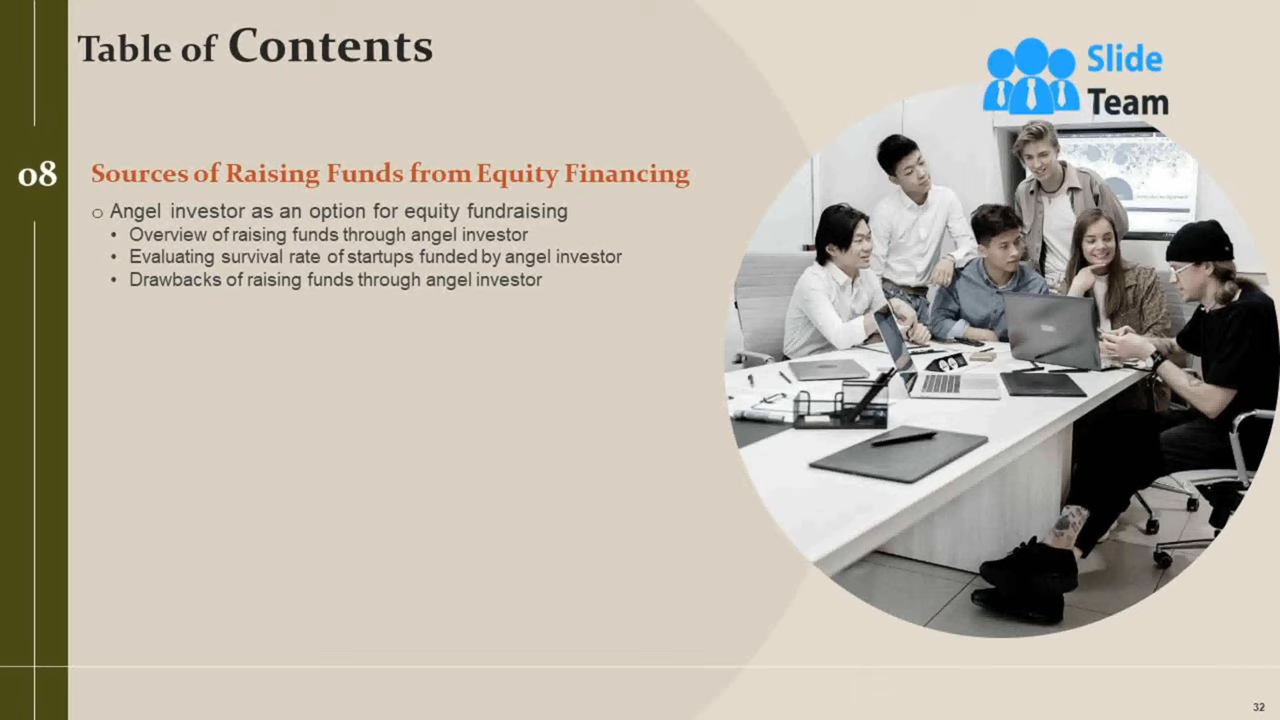 Table of Contents
Slide
Team
08
Sources of Raising Funds from Equity Financing
o Angel investor as an option for equity fundraising
• Overview of raising funds through angel investor
• Evaluating survival rate of startups funded by angel investor
• Drawbacks of raising funds through angel investor
32